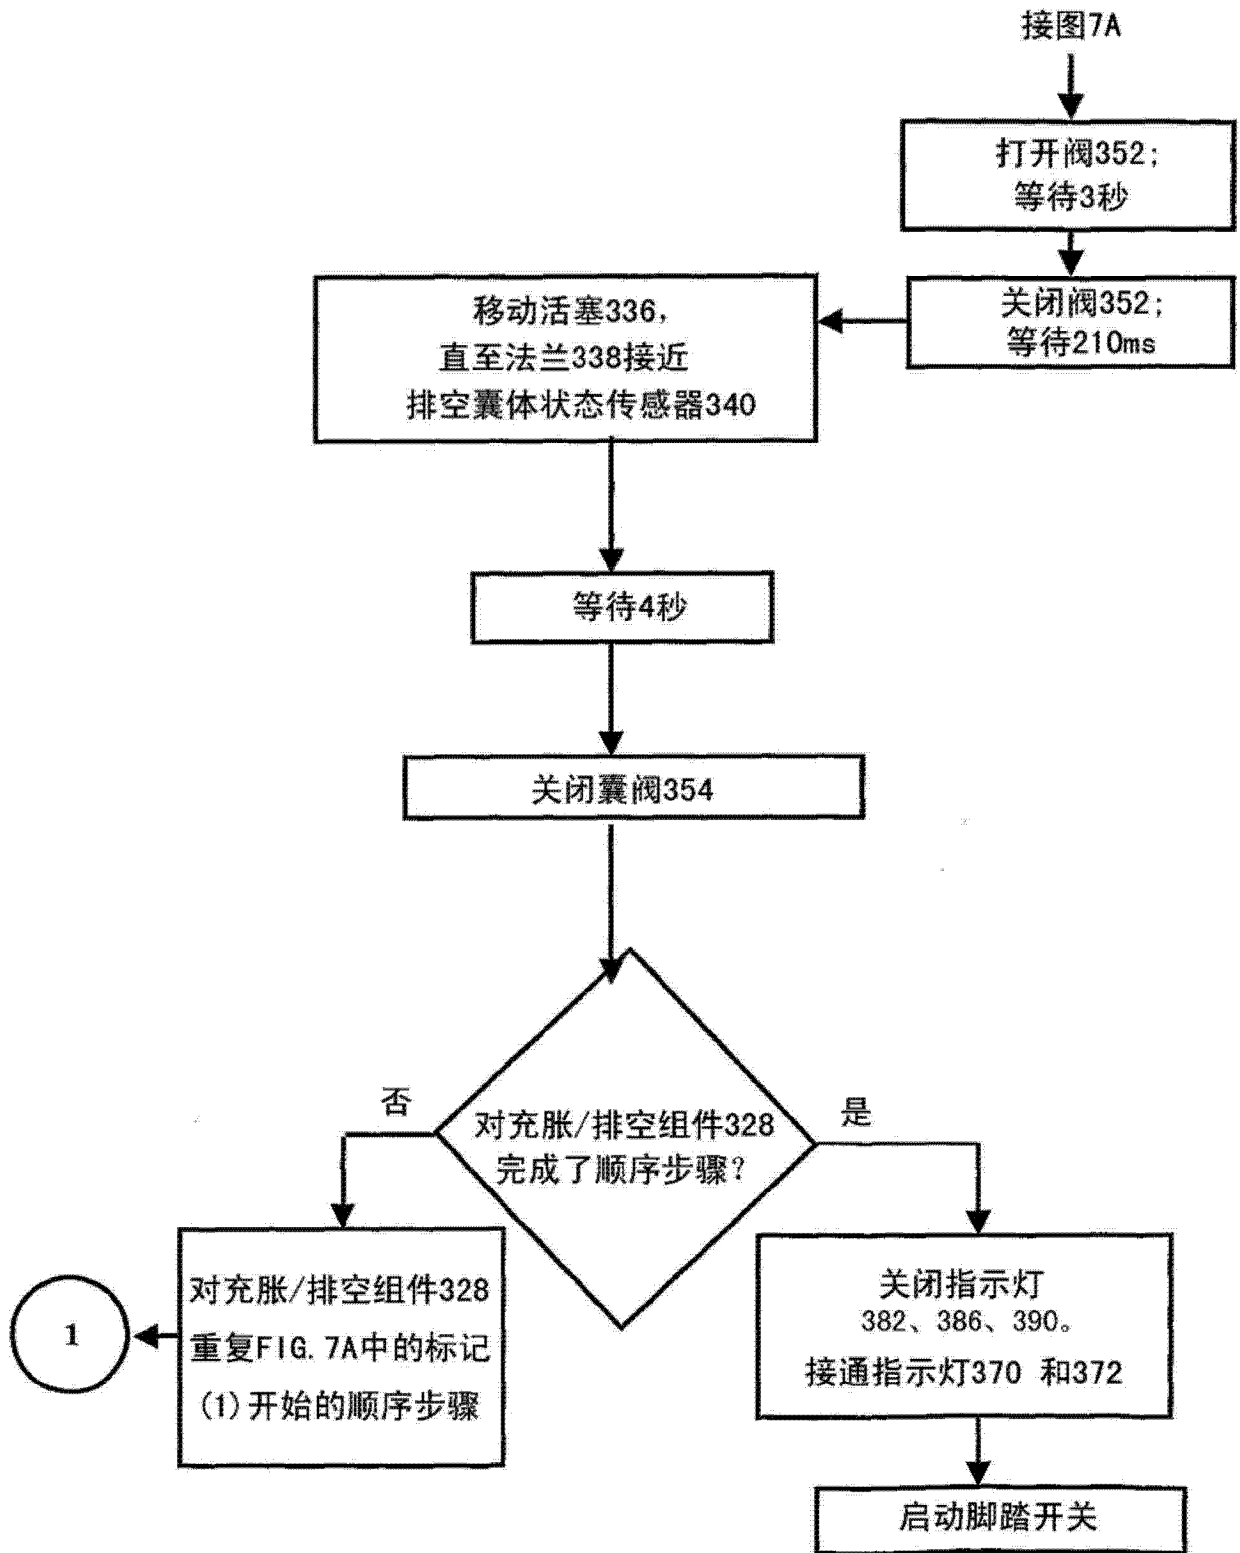 接图7A
打开阀352;
等待3秒
关闭阀352;
等待210ms
移动活塞336,
直至法兰338接近
排空囊体状态传感器340
等待4秒
关闭囊阀354
对充胀/排空组件328
完成了顺序步骤?
否
是
对充胀/排空组件328
重复FIG. 7A中的标记
(1)开始的顺序步骤
1
关闭指示灯
382、386、390。
接通指示灯370 和372
启动脚踏开关